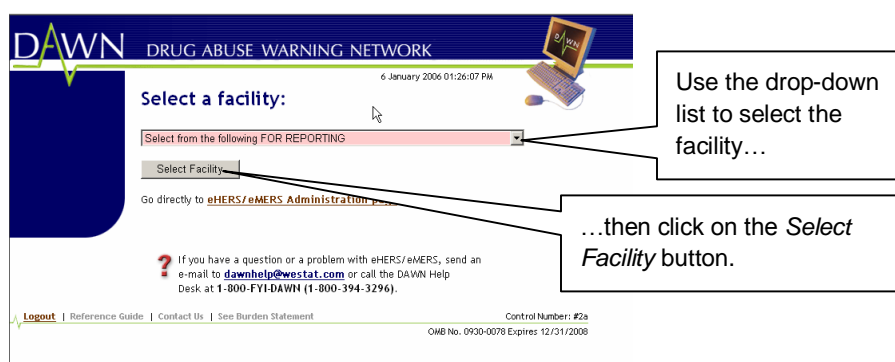 DAWN DRUG ABUSE WARNING NETWORK
DAWN
6 January 2006 01:26:07 PM
Select a facility:
Select from the following FOR REPORTING
Select Facility
Go directly to eHERS/eMERS Administration
Use the drop-down
list to select the
facility…
…then click on the Select
Facility button.
? If you have a question or a problem with eHERS/eMERS, send an
e-mail to dawnhelp@westat.com or call the DAWN Help
Desk at 1-800-FYI-DAWN (1-800-394-3296).
Logout | Reference Guide | Contact Us | See Burden Statement
Control Number: #2a
OMB No. 0930-0078 Expires 12/31/2008